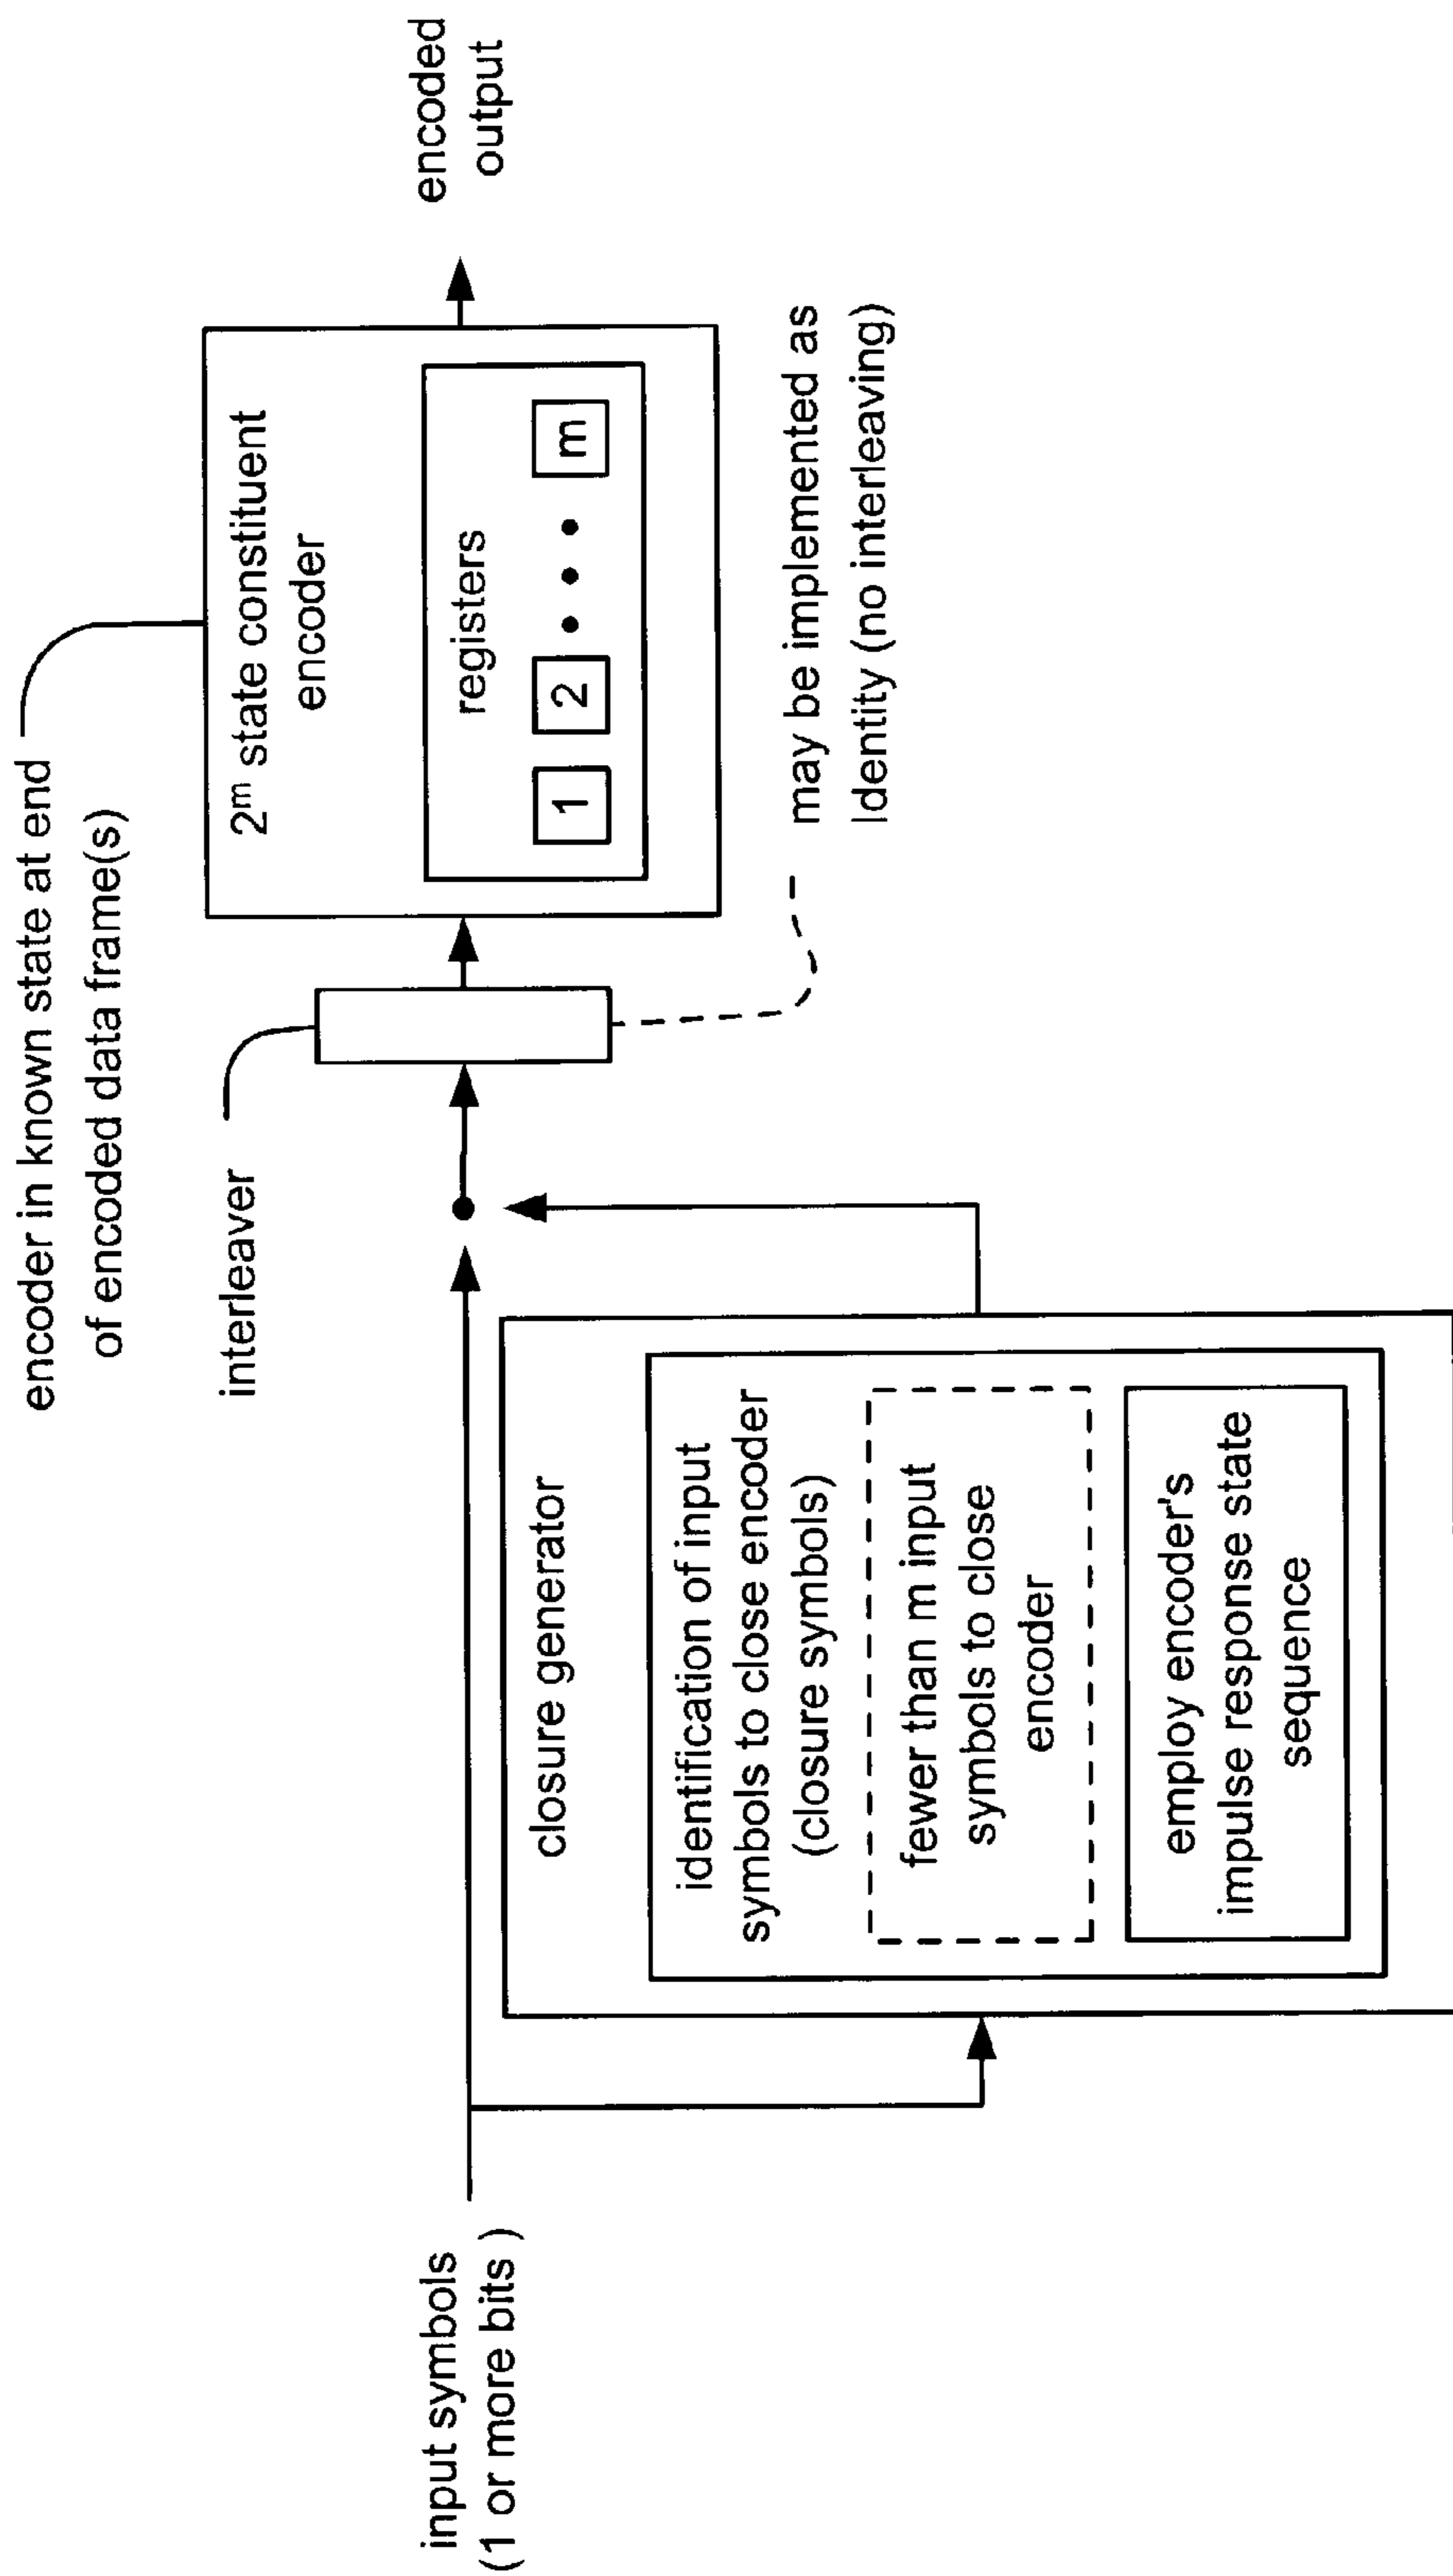 encoder in known state at end
of encoded data frame(s)
interleaver
2ᵐ state constituent
encoder
registers
1 2 m
encoded
output
may be implemented as
Identity (no interleaving)
input symbols
(1 or more bits )
closure generator
identification of input
symbols to close encoder
(closure symbols)
fewer than m input
symbols to close
encoder
employ encoder's
impulse response state
sequence